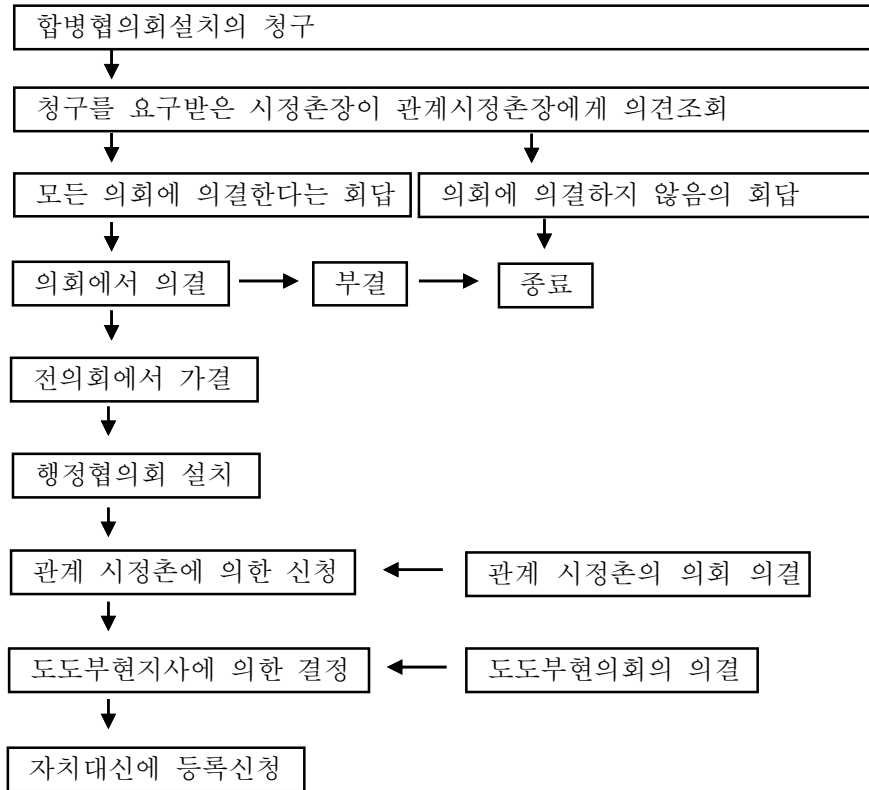 합병협의회설치의 청구
청구를 요구받은 시정촌장이 관계시정촌장에게 의견조회
모든 의회에 의결한다는 회답
의회에 의결하지 않음의 회답
의회에서 의결
부결
종료
전의회에서 가결
행정협의회 설치
관계 시정촌에 의한 신청
관계 시정촌의 의회 의결
도도부현지사에 의한 결정
도도부현의회의 의결
자치대신에 등록신청